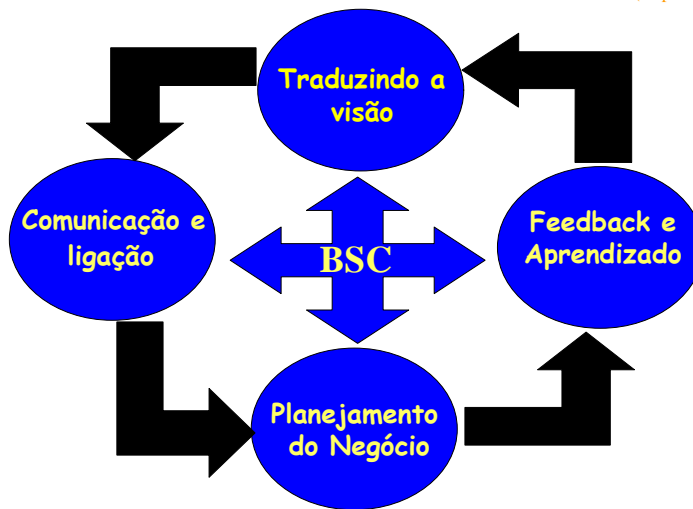 Traduzindo a
visão
Comunicação e
ligação
BSC
Feedback e
Aprendizado
Planejamento
do Negócio